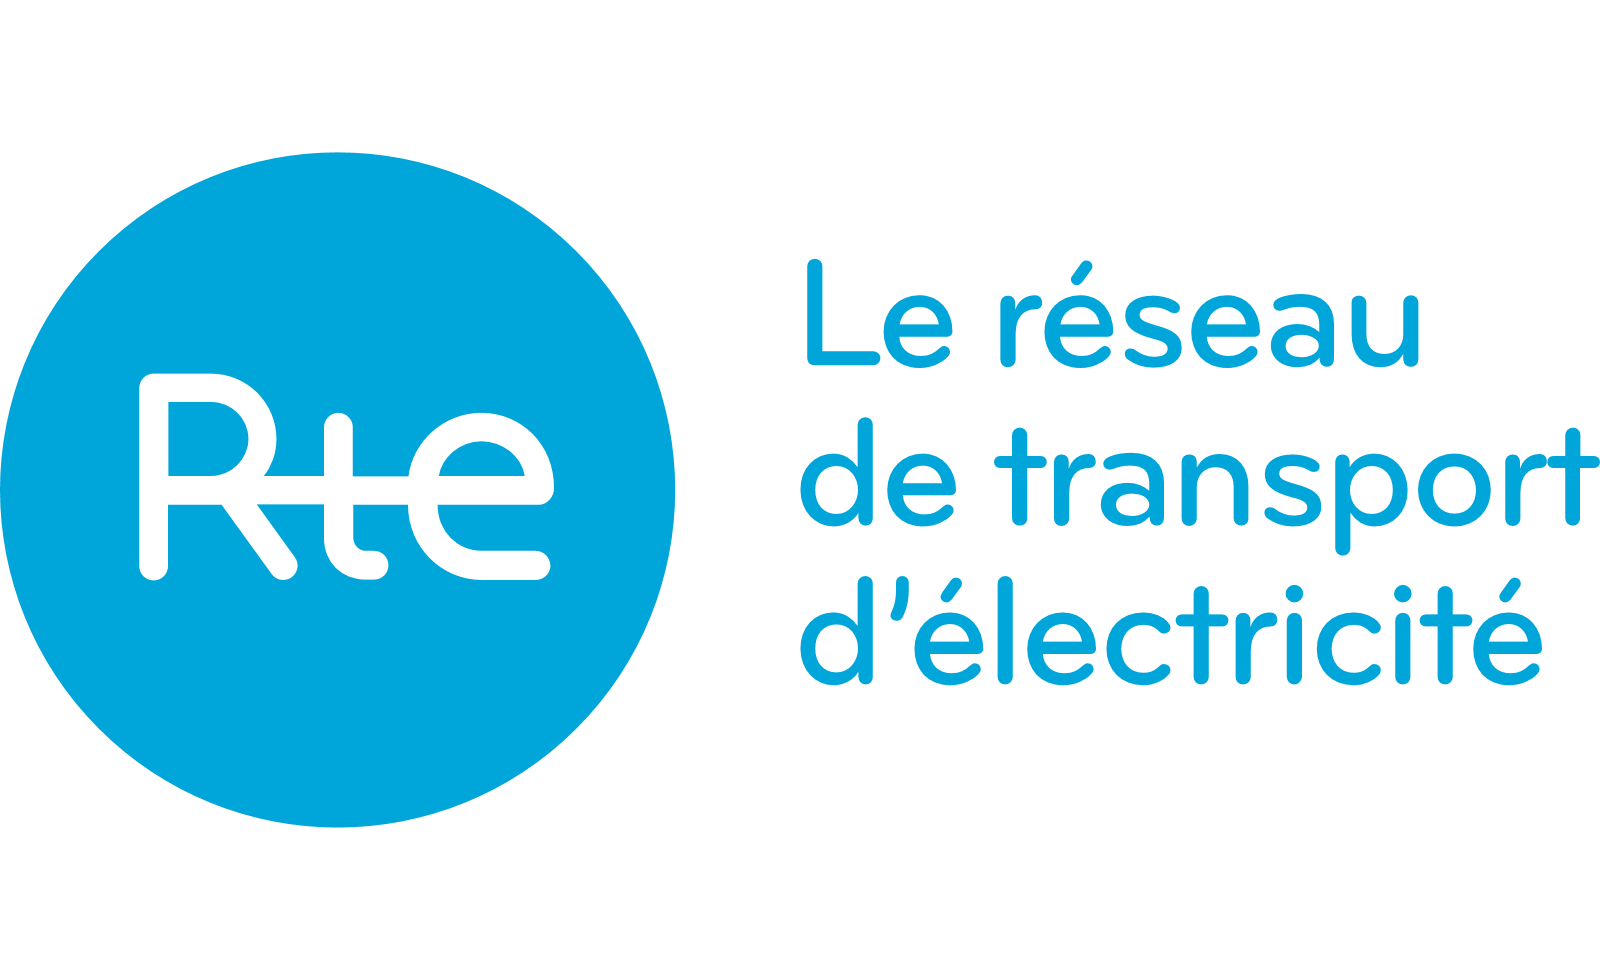 Rte
Le réseau
de transport
d’électricité